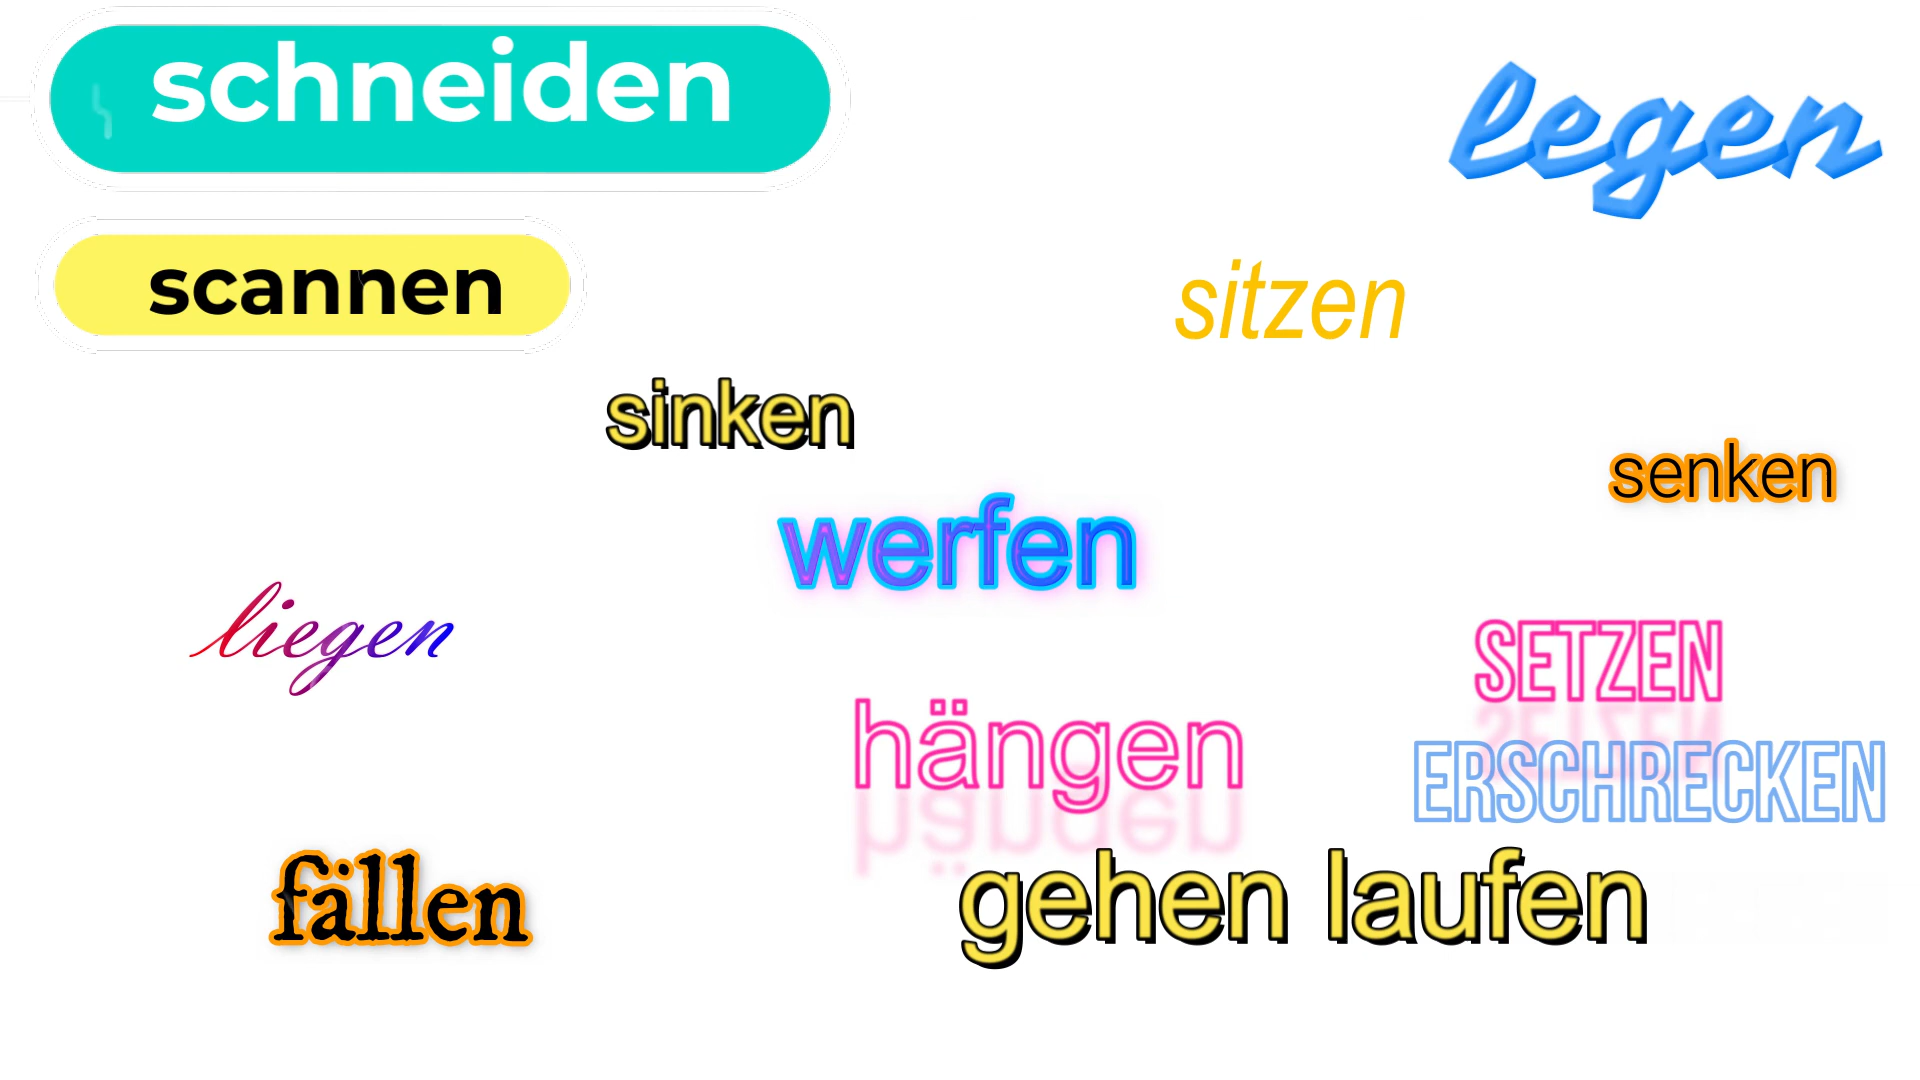 schneiden
legen
scannen
sitzen
sinken
senken
werfen
liegen
SETZEN
hängen
ERSCHRECKEN
fällen
gehen laufen